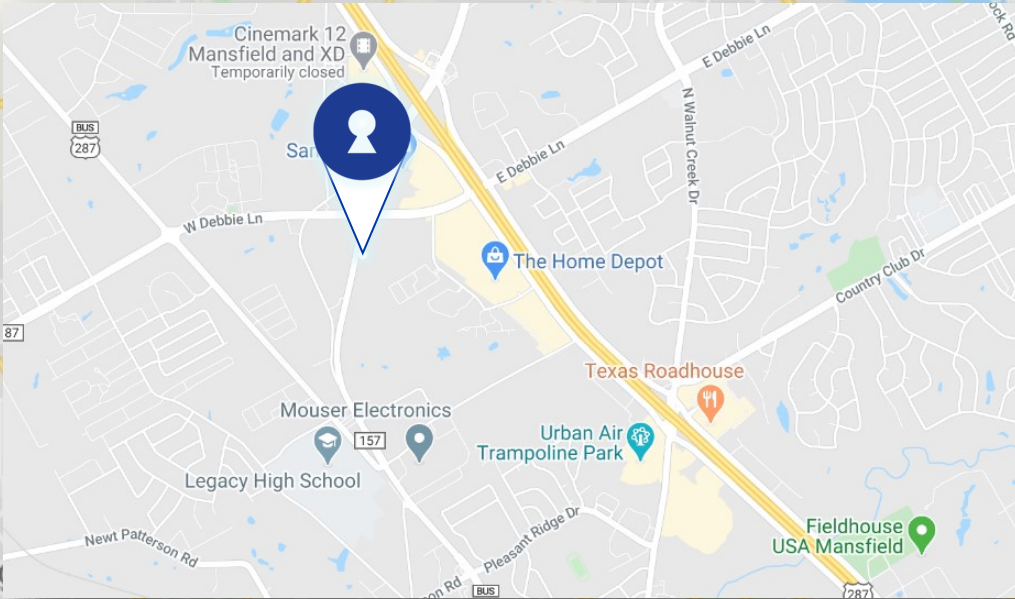 Cinemark 12
Mansfield and XD
Temporarily closed
E Debbie Ln
BUS
287
N Walnut Creek Dr
E Debbie Ln
W Debbie Ln
The Home Depot
Country Club Dr
87
Texas Roadhouse
Mouser Electronics
157
Legacy High School
Urban Air
Trampoline Park
Newt Patterson Rd
Pleasant Ridge Dr
Fieldhouse
USA Mansfield
BUS
287